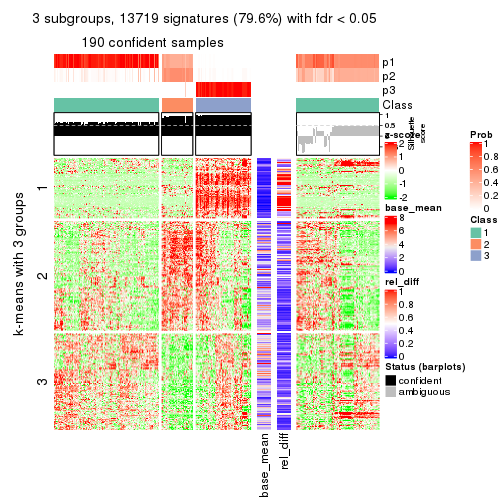 3 subgroups, 13719 signatures (79.6%) with fdr < 0.05
190 confident samples
p1
p2
p3
Class
1
0.5
0
Silhouette
score
z-score
2
1
0
-1
-2
base_mean
8
6
4
2
0
rel_diff
1
0.8
0.6
0.4
0.2
0
Prob
1
0.8
0.6
0.4
0.2
0
Class
1
2
3
Status (barplots)
confident
ambiguous
k-means with 3 groups
1
2
3
base_mean
rel_diff